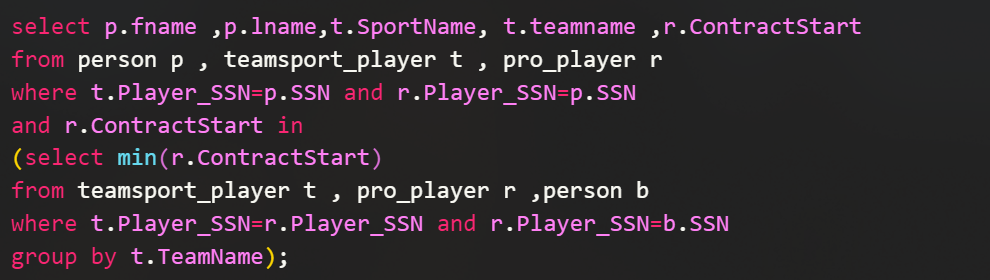 select p.fname ,p.lname,t.SportName, t.teamname ,r.ContractStart
from person p , teamsport_player t , pro_player r
where t.Player_SSN=p.SSN and r.Player_SSN=p.SSN
and r.ContractStart in
(select min(r.ContractStart)
from teamsport_player t , pro_player r ,person b
where t.Player_SSN=r.Player_SSN and r.Player_SSN=b.SSN
group by t.TeamName);